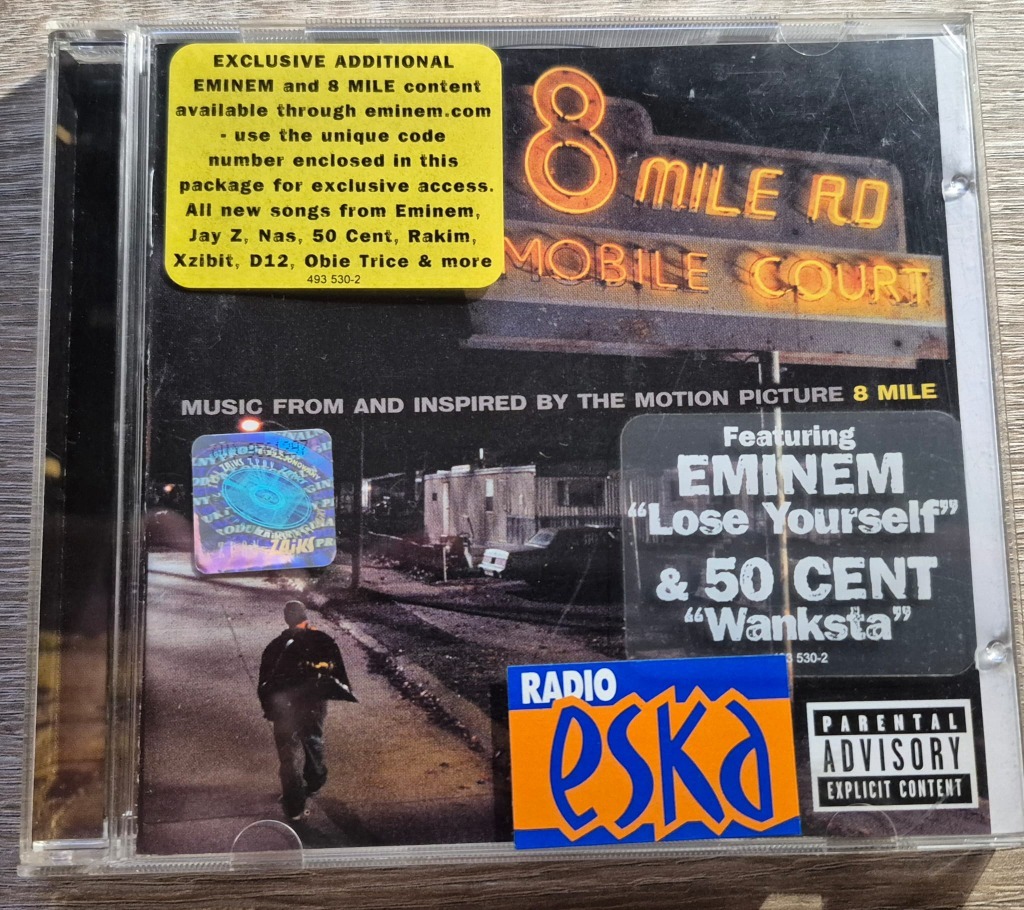 EXCLUSIVE ADDITIONAL
EMINEM and 8 MILE content
available through eminem.com
- use the unique code
number enclosed in this
package for exclusive access.
All new songs from Eminem,
Jay Z, Nas, 50 Cent, Rakim,
Xzibit, D12, Obie Trice & more
493 530-2
8 MILE RD
MOBILE COURT
MUSIC FROM AND INSPIRED BY THE MOTION PICTURE 8 MILE
Featuring
EMINEM
“Lose Yourself”
& 50 CENT
“Wanksta”
530-2
ZAiKS
RADIO
eSKA
PARENTAL
ADVISORY
EXPLICIT CONTENT